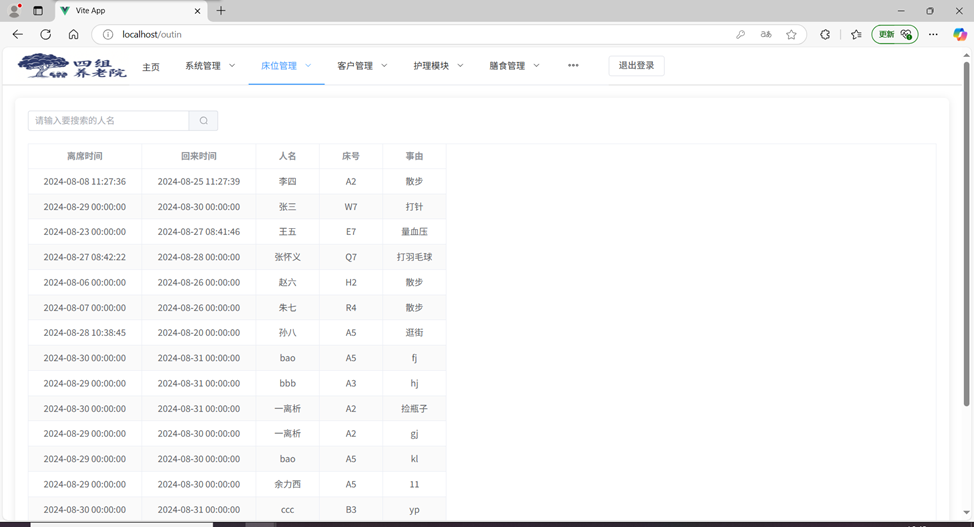 Vite App
localhost/outin
更新
四组
养老院
主页 系统管理 床位管理 客户管理 护理模块 膳食管理 ••• 退出登录
请输入要搜索的人名
离席时间 回来时间 人名 床号 事由
2024-08-08 11:27:36 2024-08-25 11:27:39 李四 A2 散步
2024-08-29 00:00:00 2024-08-30 00:00:00 张三 W7 打针
2024-08-23 00:00:00 2024-08-27 08:41:46 王五 E7 量血压
2024-08-27 08:42:22 2024-08-28 00:00:00 张怀义 Q7 打羽毛球
2024-08-06 00:00:00 2024-08-26 00:00:00 赵六 H2 散步
2024-08-07 00:00:00 2024-08-26 00:00:00 朱七 R4 散步
2024-08-28 10:38:45 2024-08-20 00:00:00 孙八 A5 逛街
2024-08-30 00:00:00 2024-08-31 00:00:00 bao A5 fj
2024-08-29 00:00:00 2024-08-31 00:00:00 bbb A3 hj
2024-08-30 00:00:00 2024-08-31 00:00:00 一离析 A2 捡瓶子
2024-08-29 00:00:00 2024-08-30 00:00:00 一离析 A2 gj
2024-08-29 00:00:00 2024-08-30 00:00:00 bao A5 kl
2024-08-29 00:00:00 2024-08-30 00:00:00 余力西 A5 11
2024-08-30 00:00:00 2024-08-31 00:00:00 ccc B3 yp